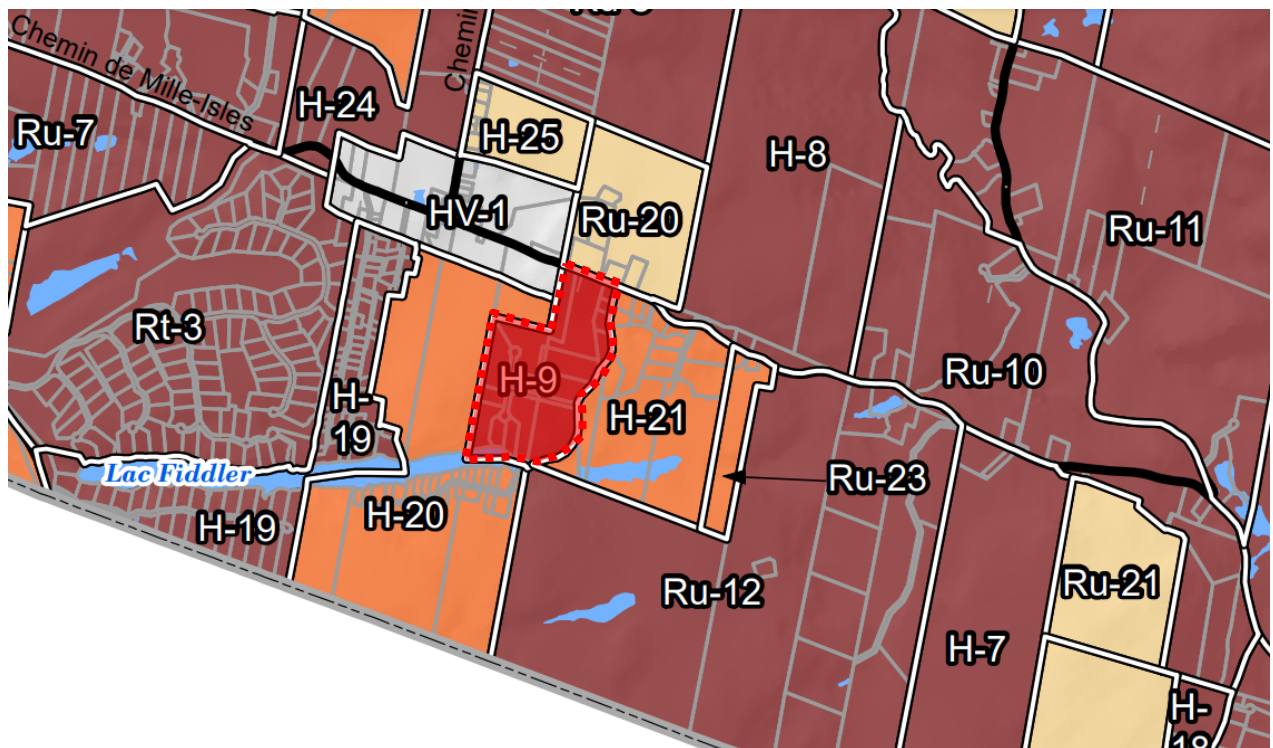 Chemin de Mille-Isles
Chemin
H-24
Ru-7
H-25
H-8
HV-1
Ru-20
Ru-11
Rt-3
H-9
Ru-10
H-
19
H-21
Lac Fiddler
Ru-23
H-20
H-19
Ru-12
Ru-21
H-7
H-